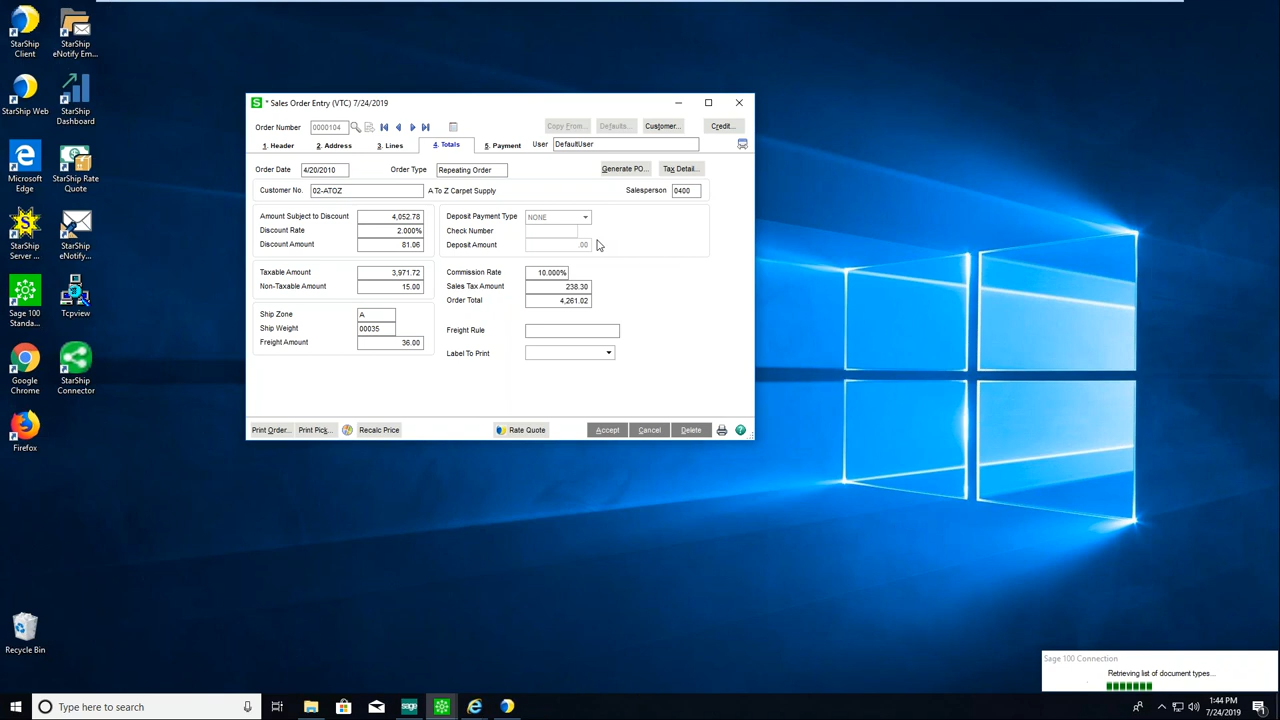 StarShip Client
StarShip eNotify Em...
StarShip Web
StarShip Dashboard
Microsoft Edge
StarShip Rate Quote
StarShip Server ...
StarShip eNotify...
Sage 100 Standa...
Tcpview
Google Chrome
StarShip Connector
Firefox
Recycle Bin
S * Sales Order Entry (VTC) 7/24/2019
Order Number 0000104 Copy From... Defaults... Customer... Credit...
1. Header 2. Address 3. Lines 4. Totals 5. Payment User DefaultUser
Order Date 4/20/2010 Order Type Repeating Order Generate PO... Tax Detail...
Customer No. 02-ATOZ A To Z Carpet Supply Salesperson 0400
Amount Subject to Discount 4,052.78 Deposit Payment Type NONE
Discount Rate 2.000% Check Number
Discount Amount 81.06 Deposit Amount .00
Taxable Amount 3,971.72 Commission Rate 10.000%
Non-Taxable Amount 15.00 Sales Tax Amount 238.30
Order Total 4,261.02
Ship Zone A
Ship Weight 00035 Freight Rule
Freight Amount 36.00 Label To Print
Print Order... Print Pick... Recalc Price Rate Quote Accept Cancel Delete
Sage 100 Connection
Retrieving list of document types...
Type here to search
sage
1:44 PM
7/24/2019